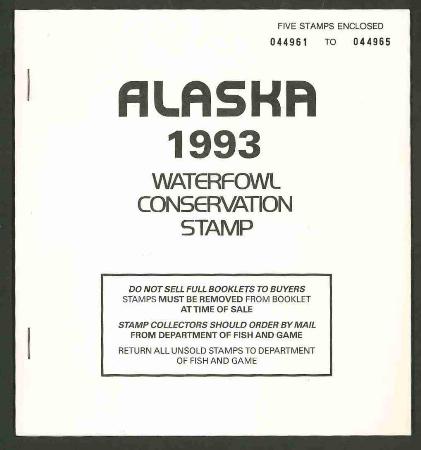 FIVE STAMPS ENCLOSED
044961 TO 044965
ALASKA
1993
WATERFOWL
CONSERVATION
STAMP
DO NOT SELL FULL BOOKLETS TO BUYERS
STAMPS MUST BE REMOVED FROM BOOKLET
AT TIME OF SALE
STAMP COLLECTORS SHOULD ORDER BY MAIL
FROM DEPARTMENT OF FISH AND GAME
RETURN ALL UNSOLD STAMPS TO DEPARTMENT
OF FISH AND GAME